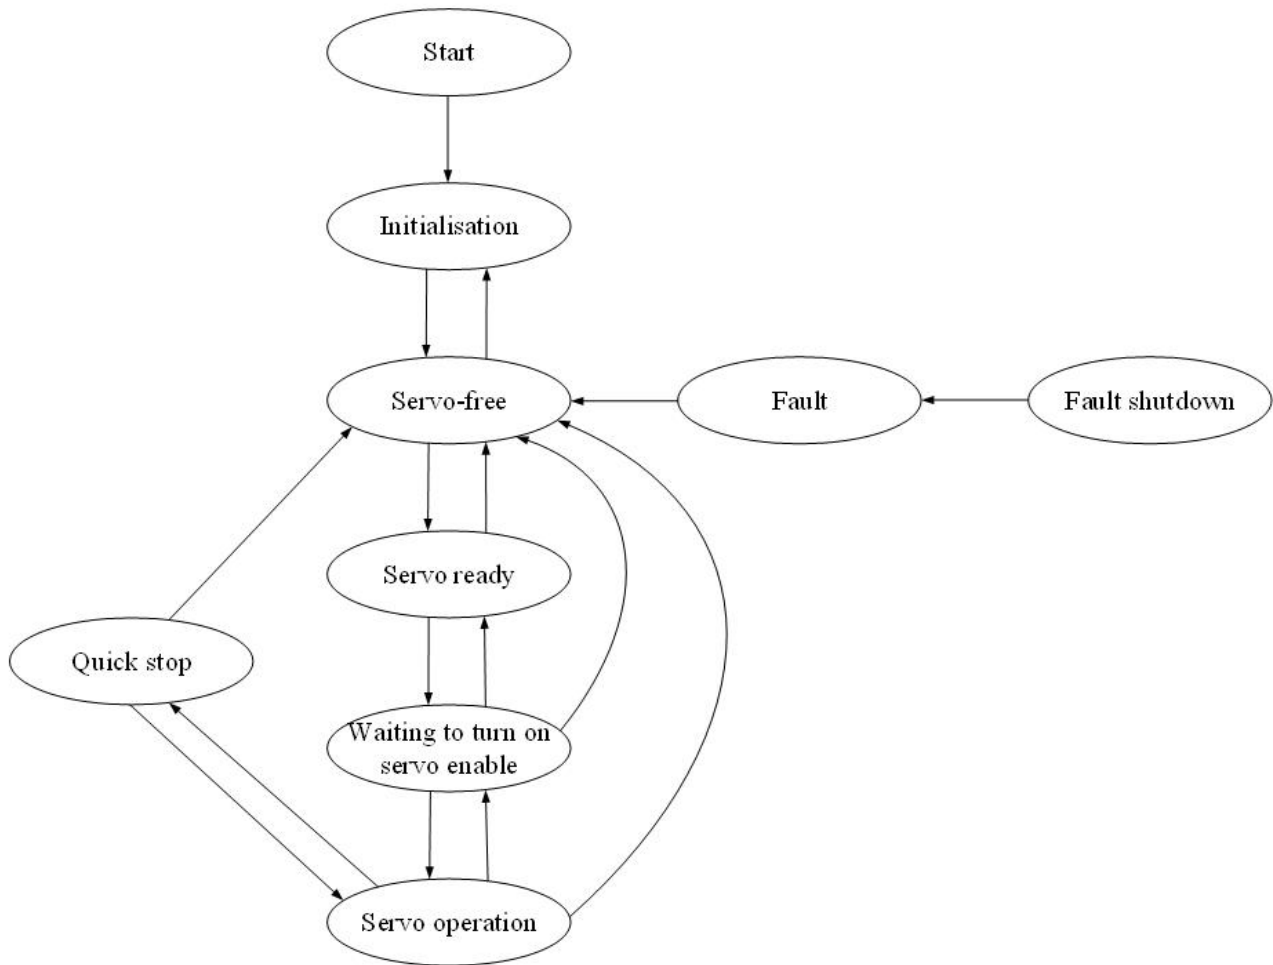 Start
Initialisation
Servo-free
Fault
Fault shutdown
Servo ready
Quick stop
Waiting to turn on
servo enable
Servo operation